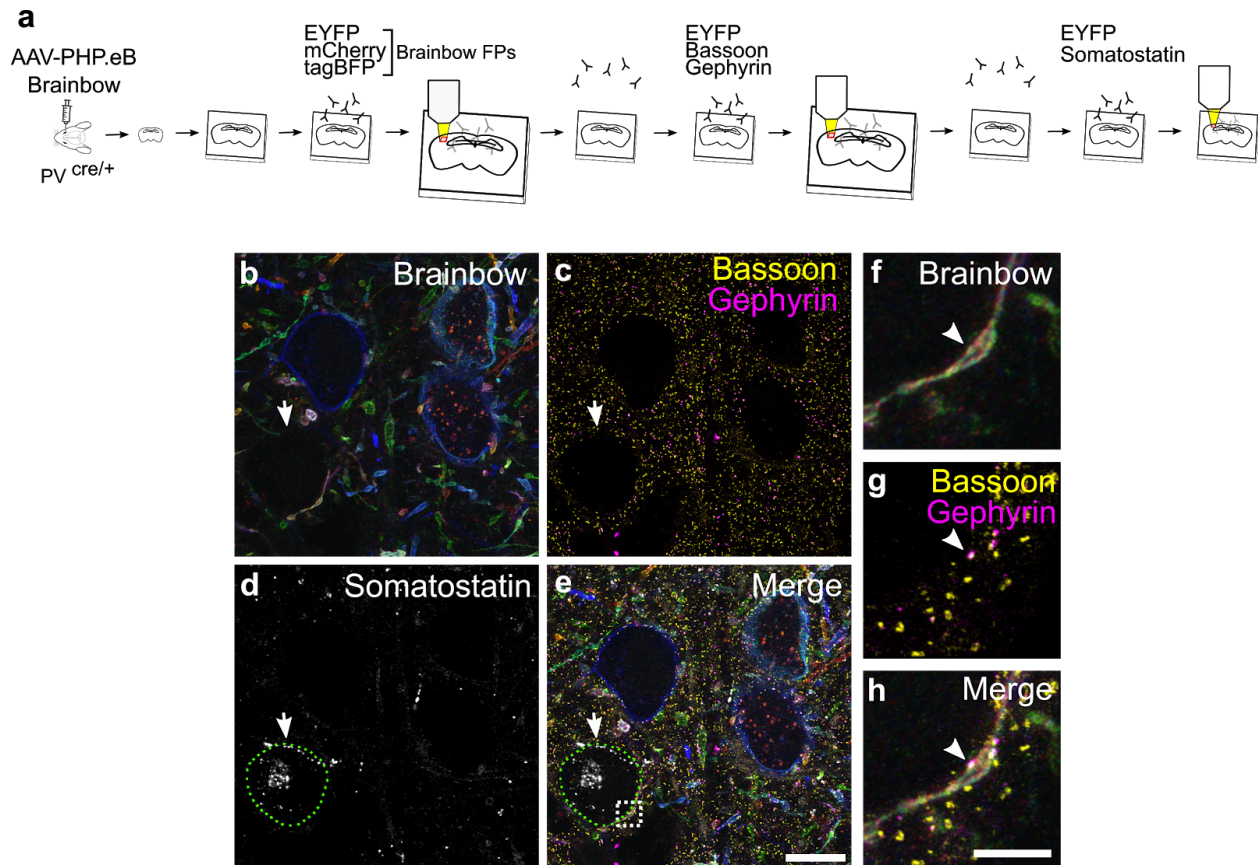 a
AAV-PHP.eB
Brainbow
PV cre/+
EYFP
mCherry
tagBFP
Brainbow FPs
EYFP
Bassoon
Gephyrin
EYFP
Somatostatin
b
Brainbow
c
Bassoon
Gephyrin
f
Brainbow
g
Bassoon
Gephyrin
d
Somatostatin
e
Merge
h
Merge